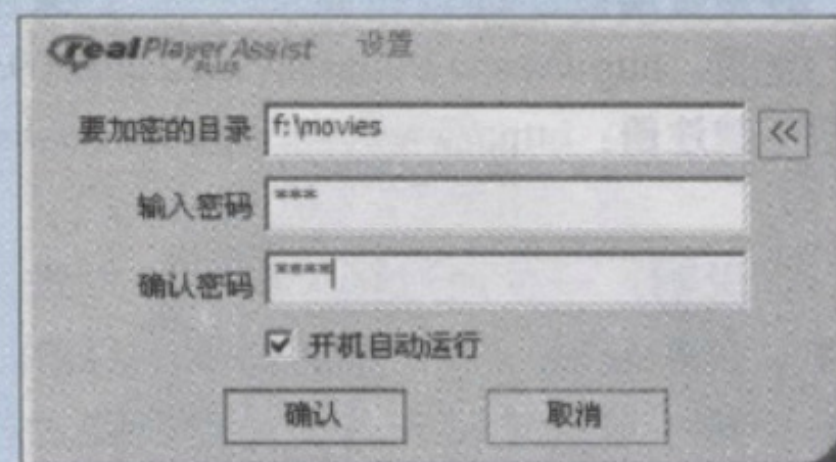 realPlayer Assist 设置
PLUS
要加密的目录 f:\movies <<
输入密码 ***
确认密码 ****
开机自动运行
确认 取消